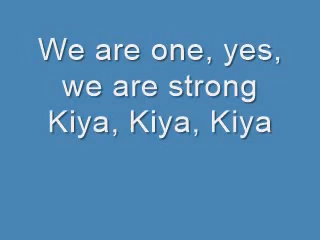 We are one, yes,
we are strong
Kiya, Kiya, Kiya